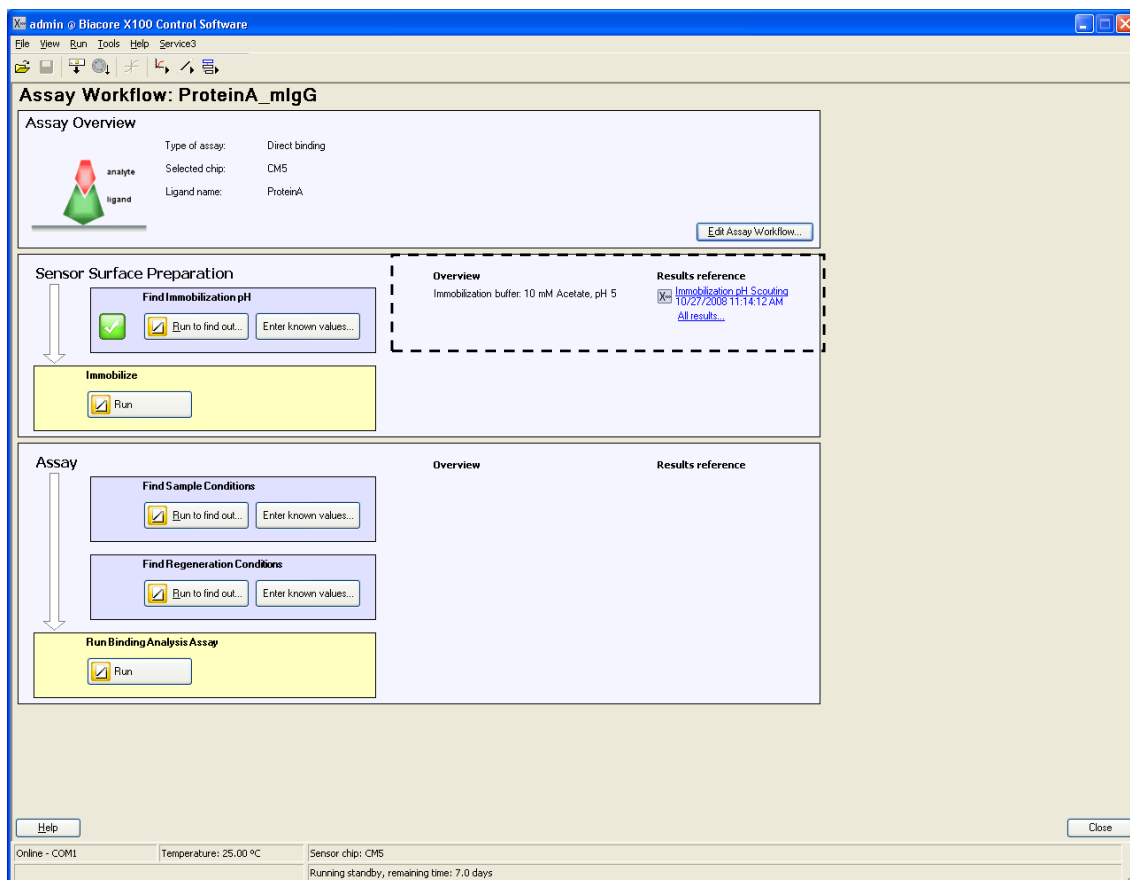 admin @ Biacore X100 Control Software
File View Run Tools Help Service3
Assay Workflow: ProteinA_mIgG
Assay Overview
Type of assay: Direct binding
analyte
Selected chip: CM5
Ligand name: ProteinA
ligand
Edit Assay Workflow...
Sensor Surface Preparation
Overview
Results reference
Find Immobilization pH
Immobilization buffer: 10 mM Acetate, pH 5
Immobilization pH Scouting
10/27/2008 11:14:12 AM
All results...
Run to find out...
Enter known values...
Immobilize
Run
Assay
Overview
Results reference
Find Sample Conditions
Run to find out...
Enter known values...
Find Regeneration Conditions
Run to find out...
Enter known values...
Run Binding Analysis Assay
Run
Help
Close
Online - COM1
Temperature: 25.00 ºC
Sensor chip: CM5
Running standby, remaining time: 7.0 days